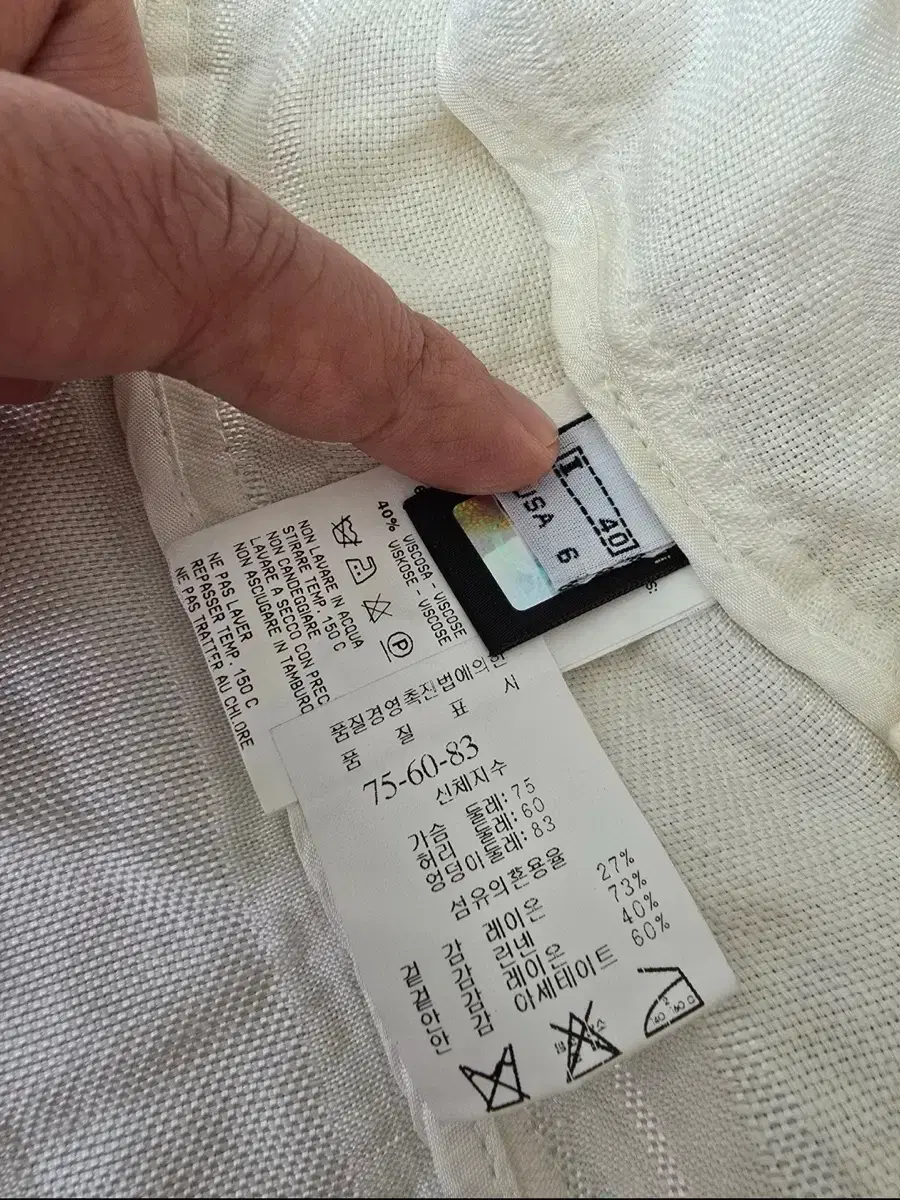 I 40
USA 6
40% VISCOSA - VISCOSE
VISKOSE - VISCOSE
NON LAVARE IN ACQUA
STIRARE TEMP. 150 C
NON CANDEGGIARE
LAVARE A SECCO CON PREC
NON ASCIUGARE IN TAMBURO
NE PAS LAVER
REPASSER TEMP. 150 C
NE PAS TRAITER AU CHLORE
P
품질경영촉진법에의한
품 질 표 서
75-60-83
신체지수
가슴 둘레: 75
허리 둘레: 60
엉덩이둘레: 83
섬유의혼용율
겉감 레이온 27%
겉감 린넨 73%
안감 레이온 40%
안감 아세테이트 60%